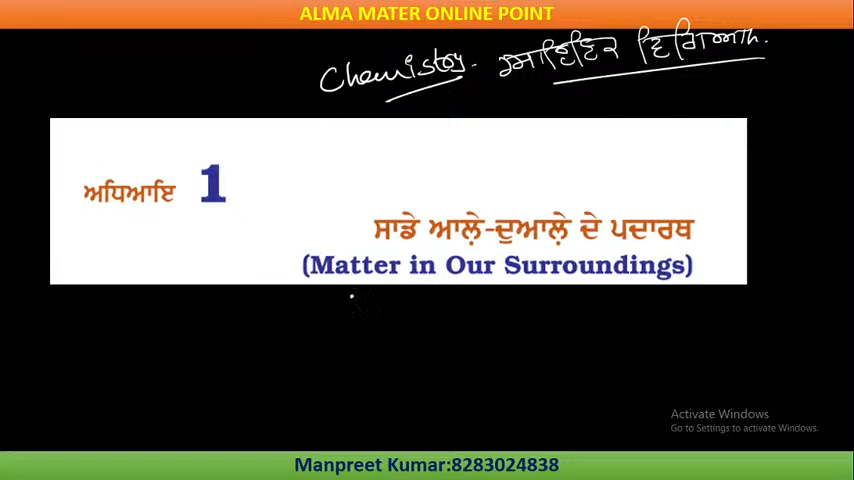 ALMA MATER ONLINE POINT
Chemistry. ਰਸਾਇਣਿਕ ਵਿਗਿਆਨ.
ਅਧਿਆਇ 1
ਸਾਡੇ ਆਲੇ਼-ਦੁਆਲੇ਼ ਦੇ ਪਦਾਰਥ
(Matter in Our Surroundings)
Activate Windows
Go to Settings to activate Windows.
Manpreet Kumar:8283024838